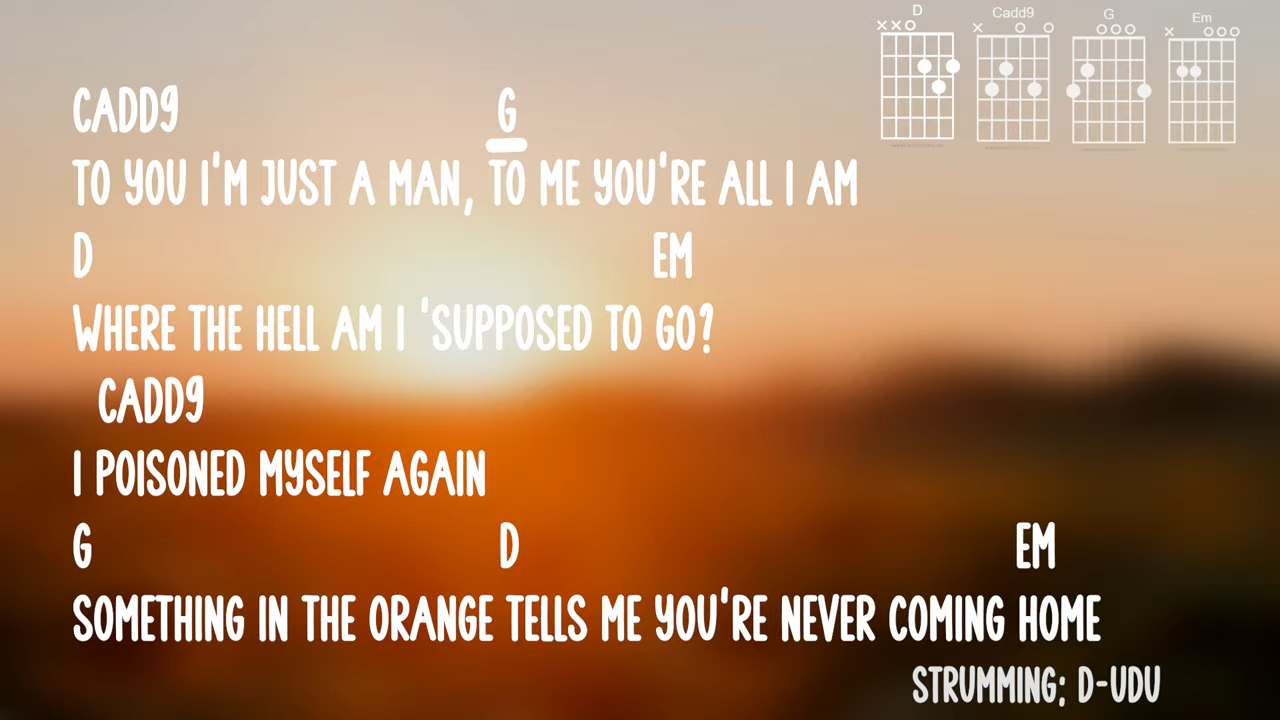 D Cadd9 G Em
CADD9 G
TO YOU I'M JUST A MAN, TO ME YOU'RE ALL I AM
D EM
WHERE THE HELL AM I 'SUPPOSED TO GO?
CADD9
I POISONED MYSELF AGAIN
G D EM
SOMETHING IN THE ORANGE TELLS ME YOU'RE NEVER COMING HOME
STRUMMING; D-UDU